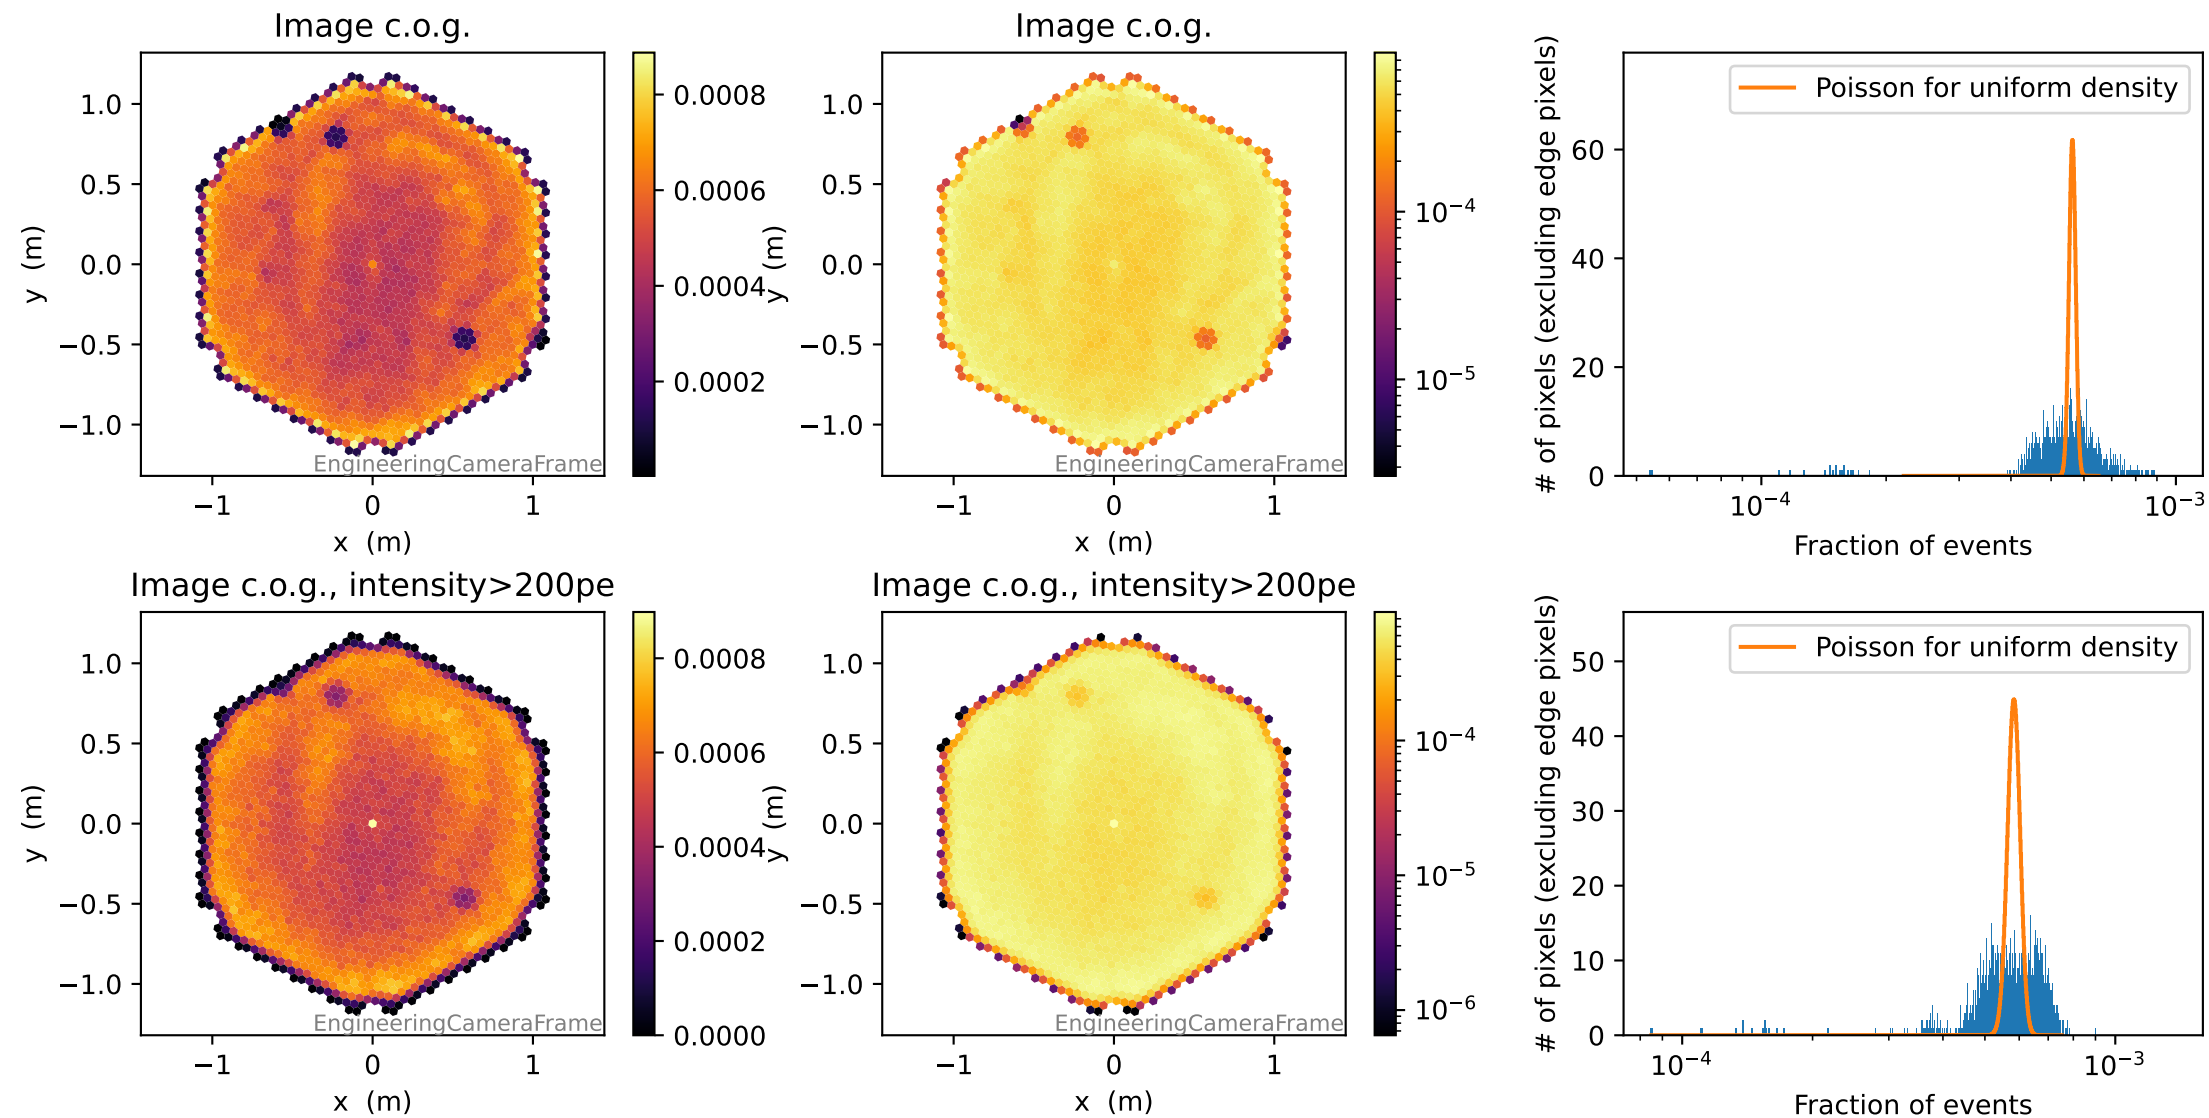 Image c.o.g.
y (m)
1.0
0.5
0.0
−0.5
−1.0
−1
0
1
x (m)
EngineeringCameraFrame
0.0008
0.0006
0.0004
0.0002
Image c.o.g.
y (m)
1.0
0.5
0.0
−0.5
−1.0
−1
0
1
x (m)
EngineeringCameraFrame
10⁻⁴
10⁻⁵
# of pixels (excluding edge pixels)
60
40
20
0
Poisson for uniform density
10⁻⁴
10⁻³
Fraction of events
Image c.o.g., intensity>200pe
y (m)
1.0
0.5
0.0
−0.5
−1.0
−1
0
1
x (m)
EngineeringCameraFrame
0.0008
0.0006
0.0004
0.0002
0.0000
Image c.o.g., intensity>200pe
y (m)
1.0
0.5
0.0
−0.5
−1.0
−1
0
1
x (m)
EngineeringCameraFrame
10⁻⁴
10⁻⁵
10⁻⁶
# of pixels (excluding edge pixels)
50
40
30
20
10
0
Poisson for uniform density
10⁻⁴
10⁻³
Fraction of events